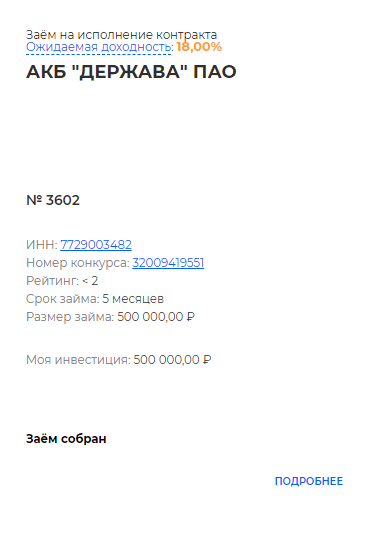 Заём на исполнение контракта
Ожидаемая доходность: 18,00%
АКБ "ДЕРЖАВА" ПАО
№ 3602
ИНН: 7729003482
Номер конкурса: 32009419551
Рейтинг: < 2
Срок займа: 5 месяцев
Размер займа: 500 000,00 ₽
Моя инвестиция: 500 000,00 ₽
Заём собран
ПОДРОБНЕЕ